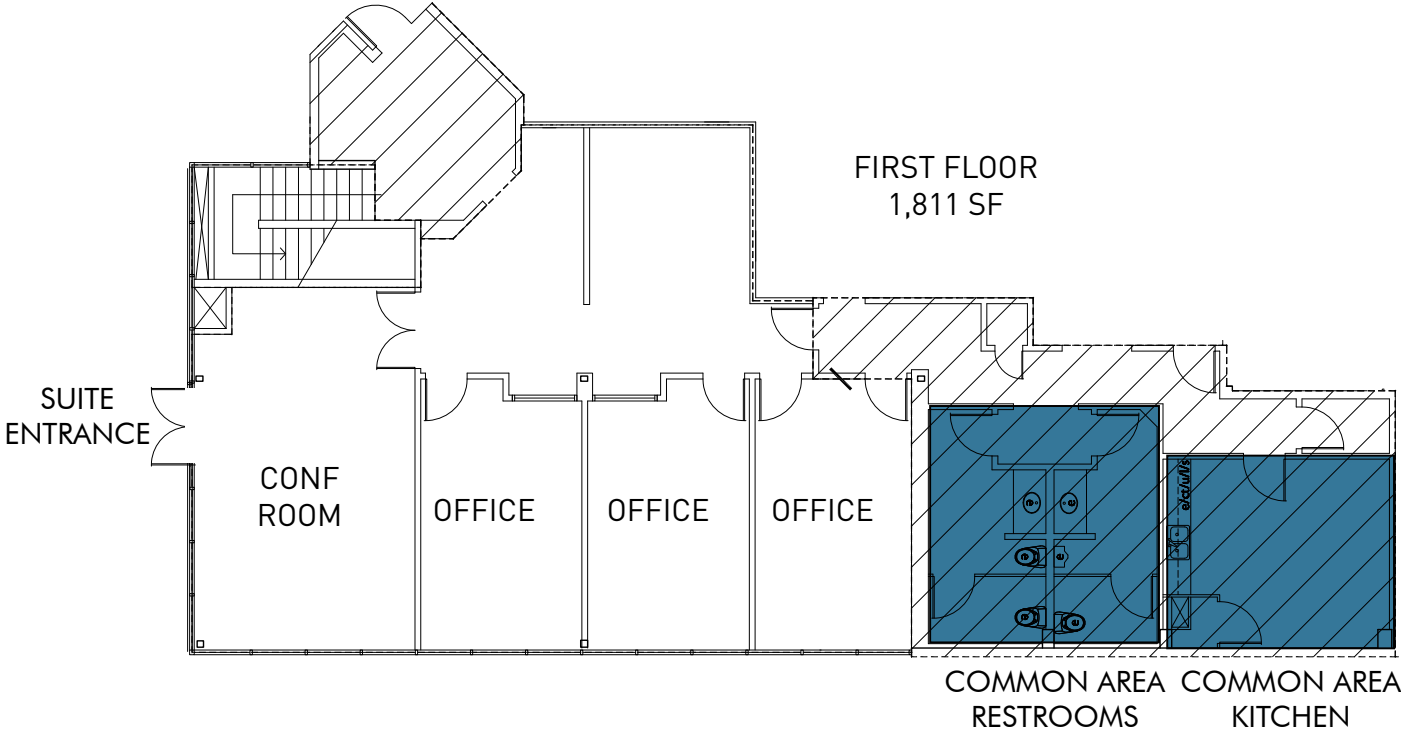 FIRST FLOOR
1,811 SF
SUITE
ENTRANCE
CONF
ROOM
OFFICE
OFFICE
OFFICE
COMMON AREA
RESTROOMS
COMMON AREA
KITCHEN